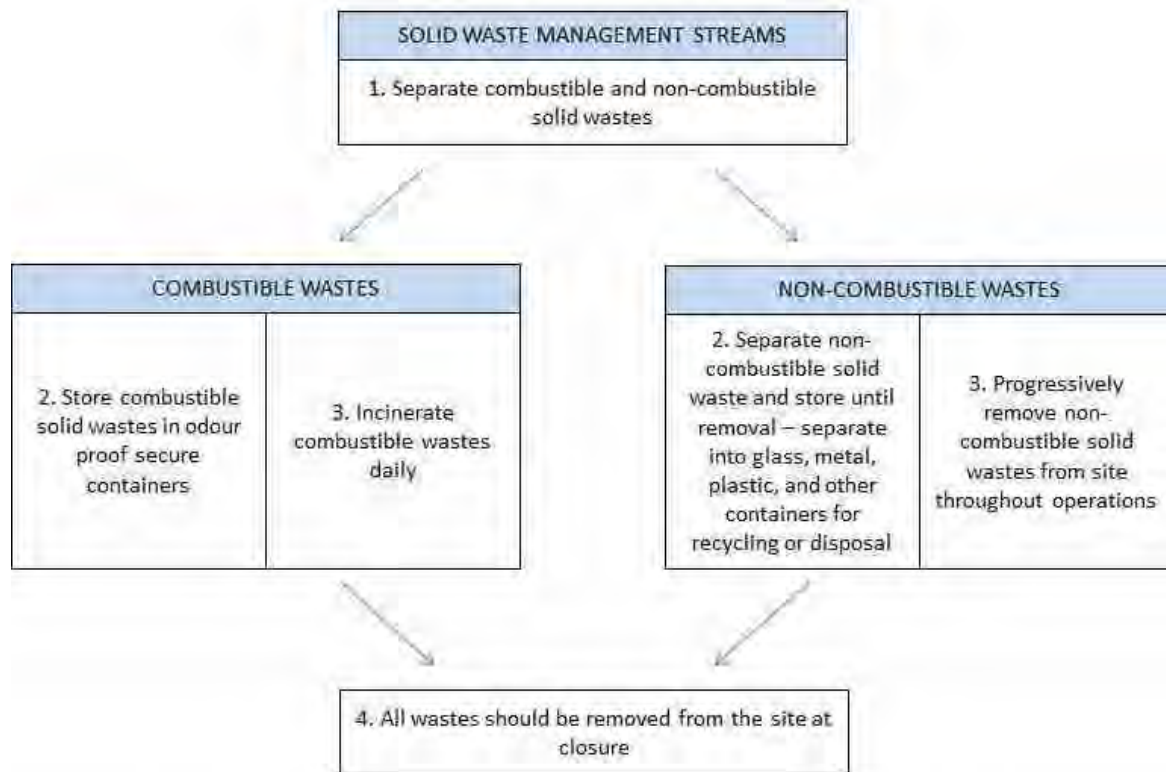 SOLID WASTE MANAGEMENT STREAMS
1. Separate combustible and non-combustible
solid wastes
COMBUSTIBLE WASTES
2. Store combustible
solid wastes in odour
proof secure
containers
3. Incinerate
combustible wastes
daily
NON-COMBUSTIBLE WASTES
2. Separate non-
combustible solid
waste and store until
removal – separate
into glass, metal,
plastic, and other
containers for
recycling or disposal
3. Progressively
remove non-
combustible solid
wastes from site
throughout operations
4. All wastes should be removed from the site at
closure